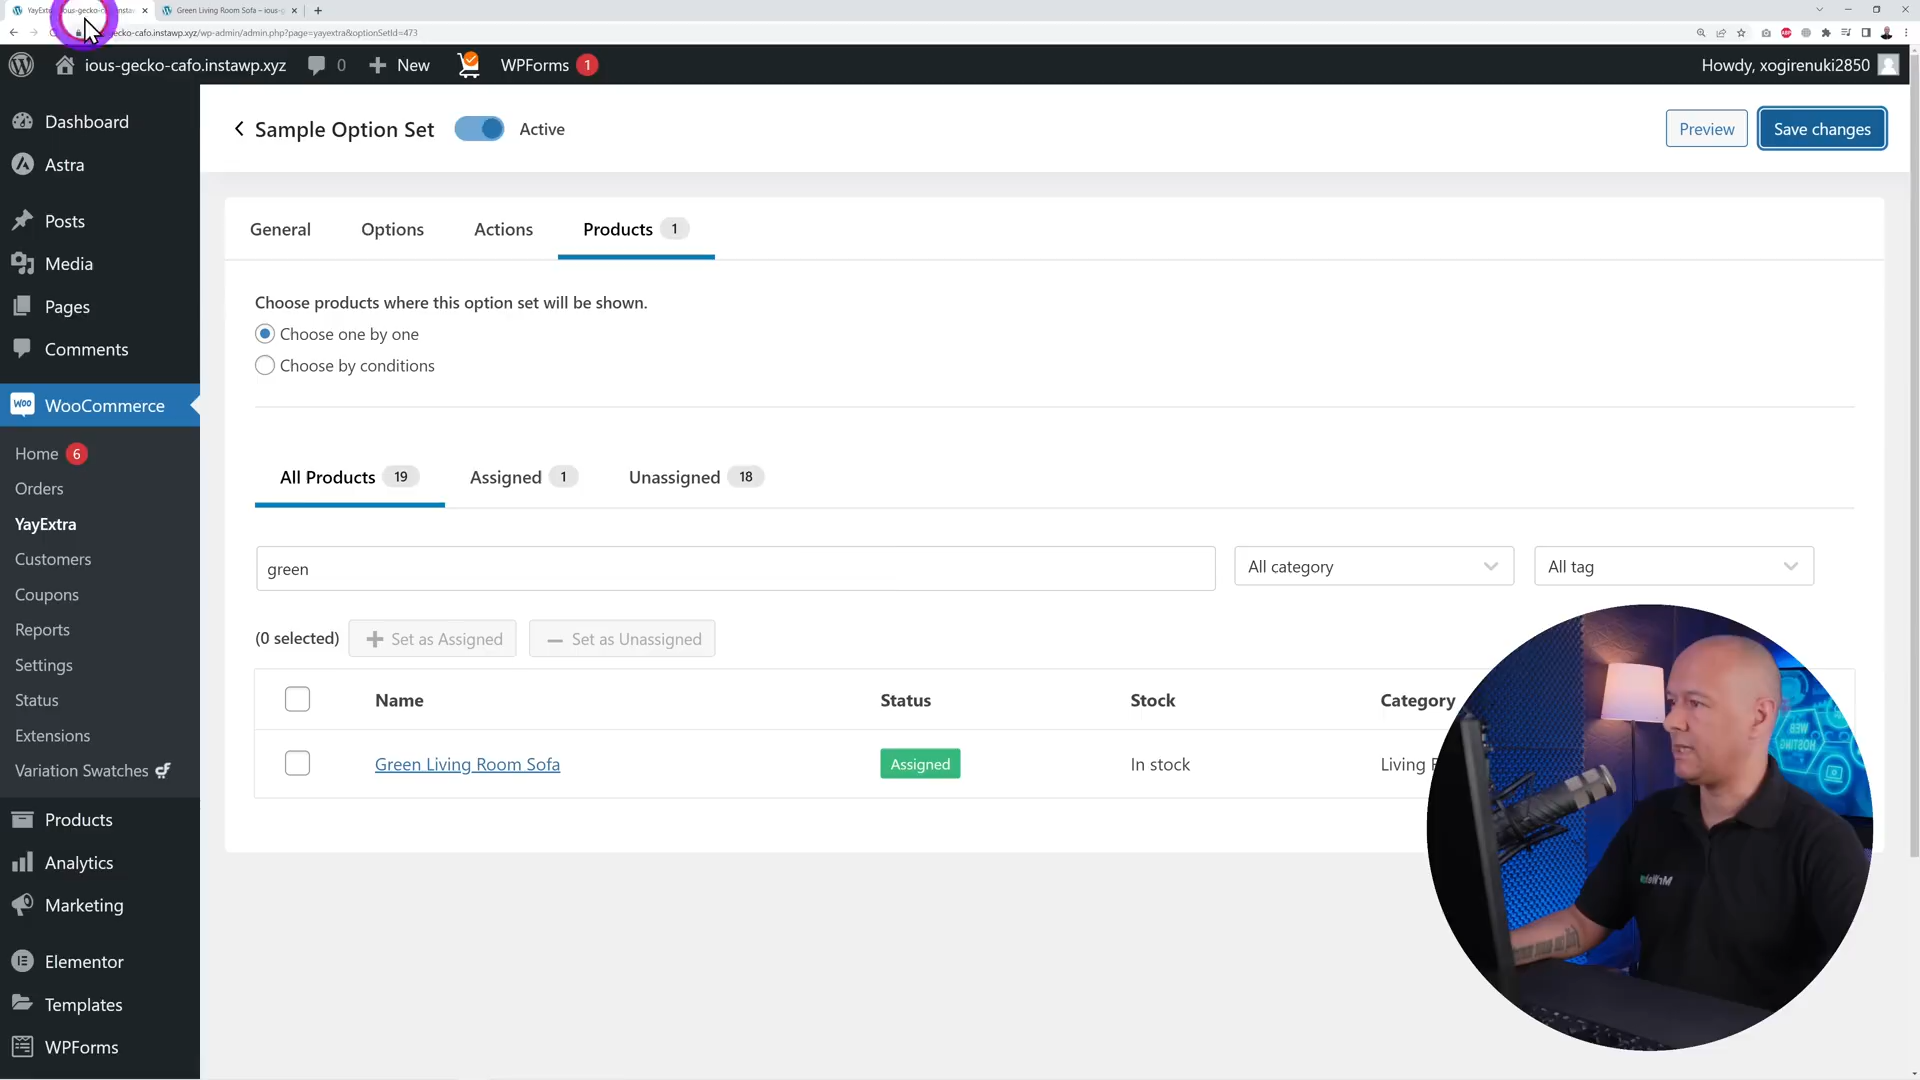 Green Living Room Sofa – ious-g
gecko-cafo.instawp.xyz/wp-admin/admin.php?page=yayextra&optionSetId=473
ious-gecko-cafo.instawp.xyz
0
New
WPForms 1
Howdy, xogirenuki2850
Dashboard
Astra
Posts
Media
Pages
Comments
WooCommerce
Home 6
Orders
YayExtra
Customers
Coupons
Reports
Settings
Status
Extensions
Variation Swatches
Products
Analytics
Marketing
Elementor
Templates
WPForms
Sample Option Set
Active
Preview
Save changes
General
Options
Actions
Products 1
Choose products where this option set will be shown.
Choose one by one
Choose by conditions
All Products 19
Assigned 1
Unassigned 18
green
All category
All tag
(0 selected)
Set as Assigned
Set as Unassigned
Name
Status
Stock
Category
Green Living Room Sofa
Assigned
In stock
Living
WEB
HOSTING